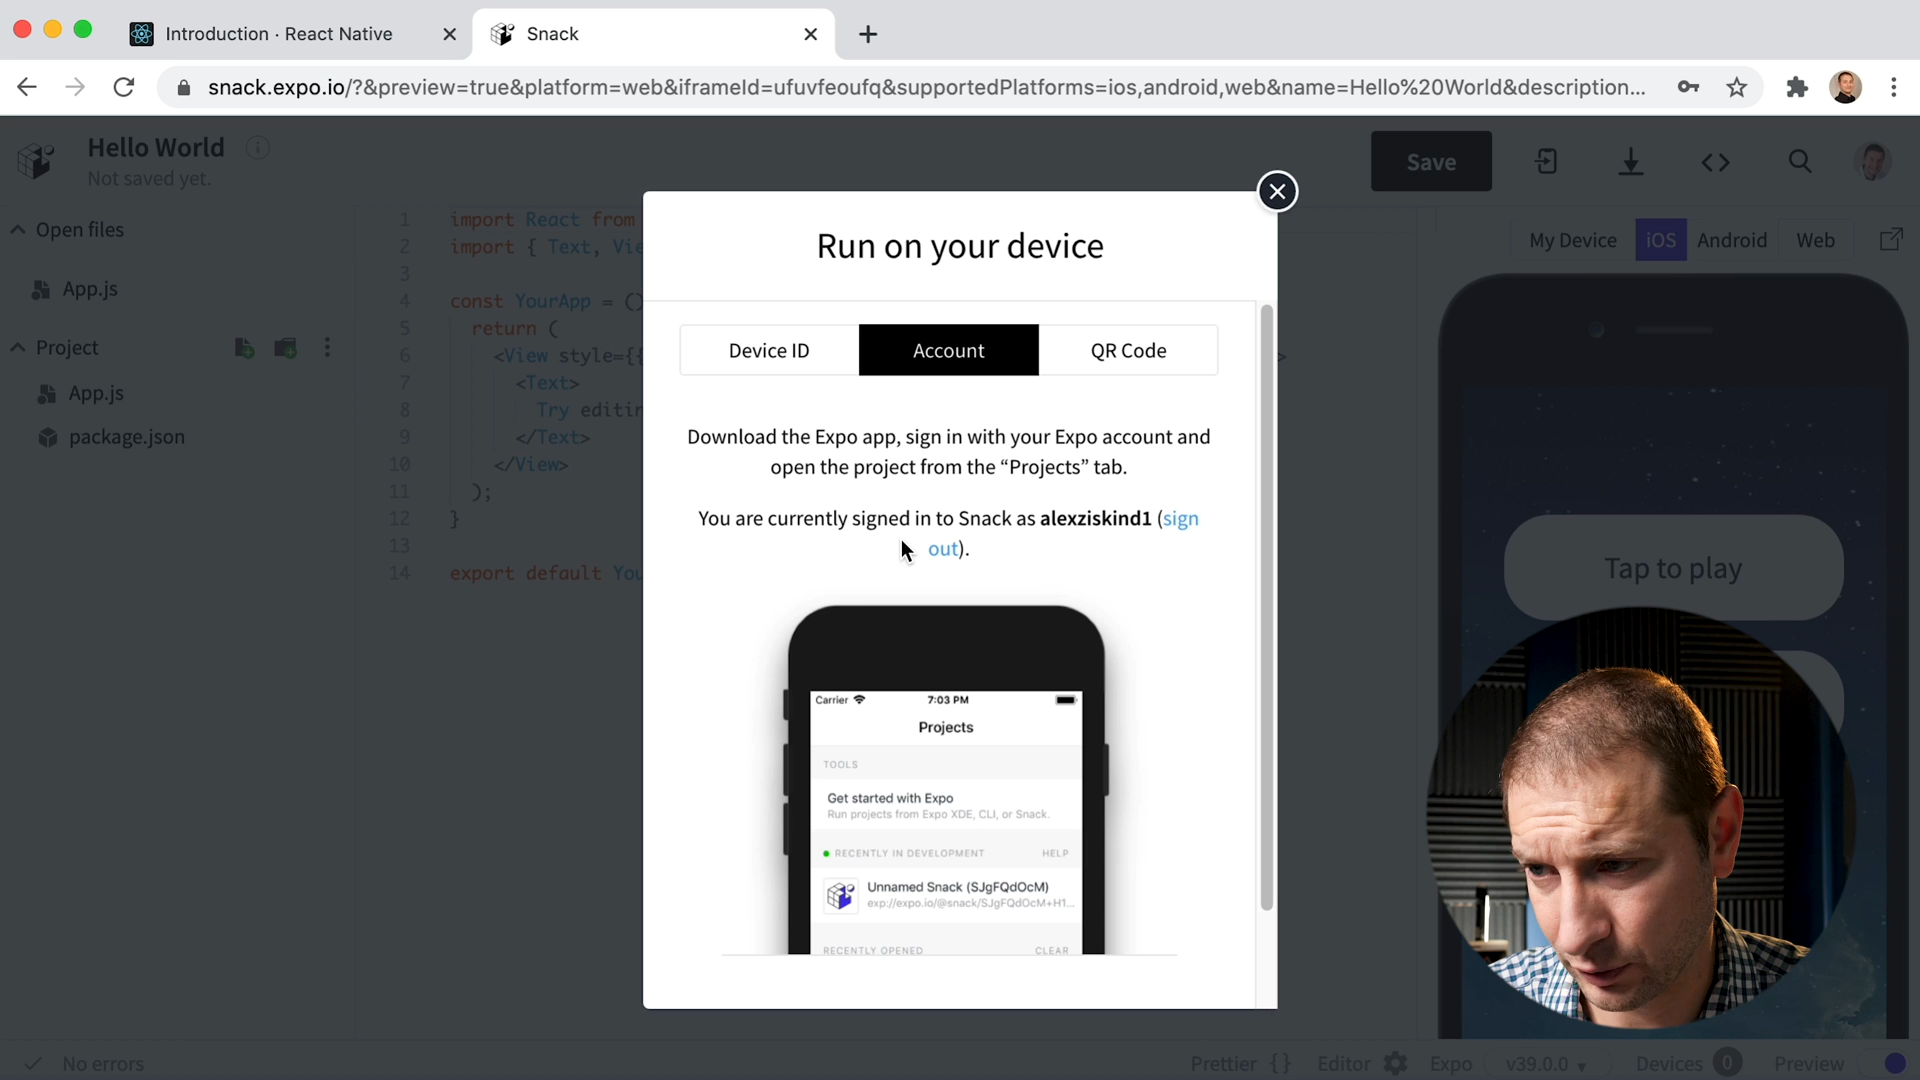 Introduction · React Native
Snack
snack.expo.io/?&preview=true&platform=web&iframeId=ufuvfeoufq&supportedPlatforms=ios,android,web&name=Hello%20World&description...
Hello World
Not saved yet.
Save
Open files
App.js
Project
App.js
package.json
1 import React from
2 import { Text, Vie
3
4 const YourApp = ()
5 return (
6 <View style={{ >
7 <Text>
8 Try editin
9 </Text>
10 </View>
11 );
12 }
13
14 export default You
My Device iOS Android Web
Tap to play
Run on your device
Device ID Account QR Code
Download the Expo app, sign in with your Expo account and
open the project from the “Projects” tab.
You are currently signed in to Snack as alexziskind1 (sign
out).
Carrier 7:03 PM
Projects
TOOLS
Get started with Expo
Run projects from Expo XDE, CLI, or Snack.
RECENTLY IN DEVELOPMENT HELP
Unnamed Snack (SJgFQdOcM)
exp://expo.io/@snack/SJgFQdOcM+H1...
RECENTLY OPENED CLEAR
No errors
Prettier {} Editor Expo v39.0.0 Devices 0 Preview